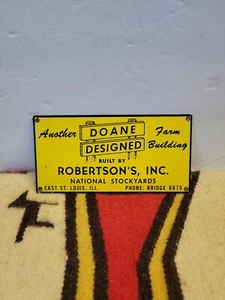 Another DOANE Farm
DESIGNED Building
BUILT BY
ROBERTSON'S, INC.
NATIONAL STOCKYARDS
EAST ST. LOUIS, ILL. PHONE: BRIDGE 6675